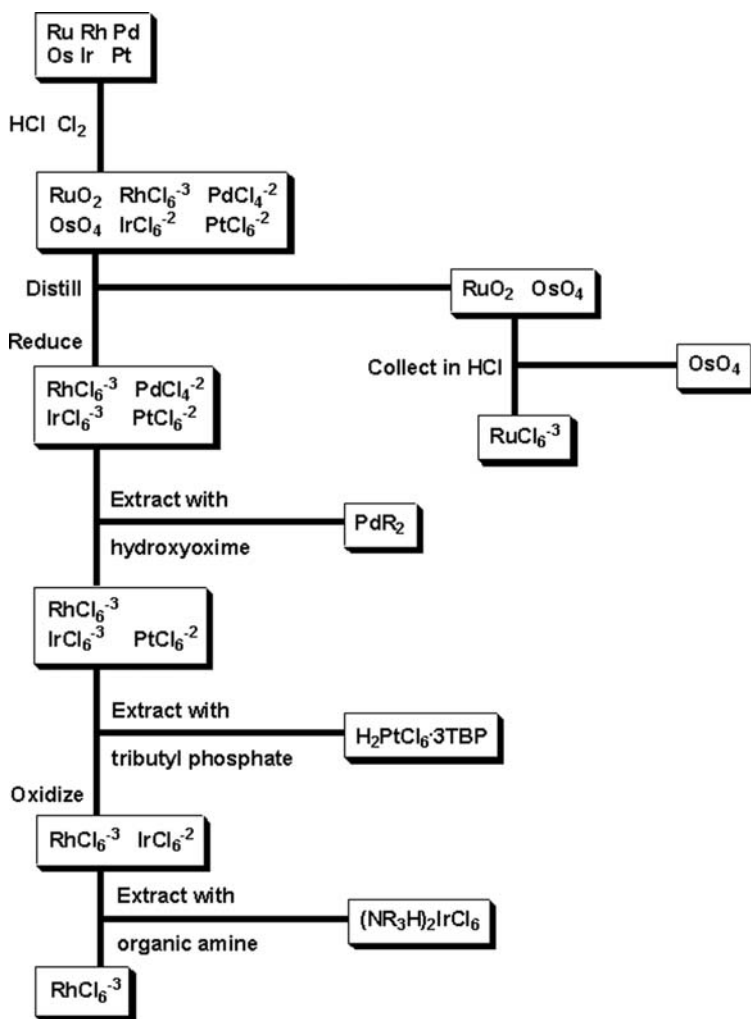 Ru Rh Pd
Os Ir Pt
HCl Cl₂
RuO₂ RhCl₆⁻³ PdCl₄⁻²
OsO₄ IrCl₆⁻² PtCl₆⁻²
Distill
RuO₂ OsO₄
Reduce
Collect in HCl
OsO₄
RhCl₆⁻³ PdCl₄⁻²
IrCl₆⁻³ PtCl₆⁻²
RuCl₆⁻³
Extract with
hydroxyoxime
PdR₂
RhCl₆⁻³
IrCl₆⁻³ PtCl₆⁻²
Extract with
tributyl phosphate
H₂PtCl₆·3TBP
Oxidize
RhCl₆⁻³ IrCl₆⁻²
Extract with
organic amine
(NR₃H)₂IrCl₆
RhCl₆⁻³